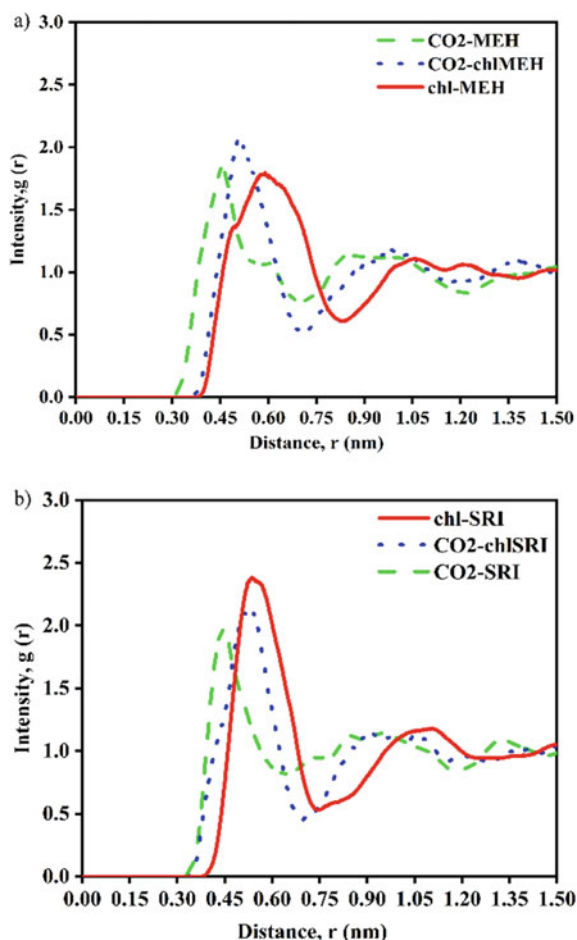 a)
3.0
CO2-MEH
CO2-chlMEH
chl-MEH
2.5
2.0
1.5
1.0
0.5
0.0
Intensity,g (r)
0.00 0.15 0.30 0.45 0.60 0.75 0.90 1.05 1.20 1.35 1.50
Distance, r (nm)
b)
3.0
chl-SRI
CO2-chlSRI
CO2-SRI
2.5
2.0
1.5
1.0
0.5
0.0
Intensity, g (r)
0.00 0.15 0.30 0.45 0.60 0.75 0.90 1.05 1.20 1.35 1.50
Distance, r (nm)